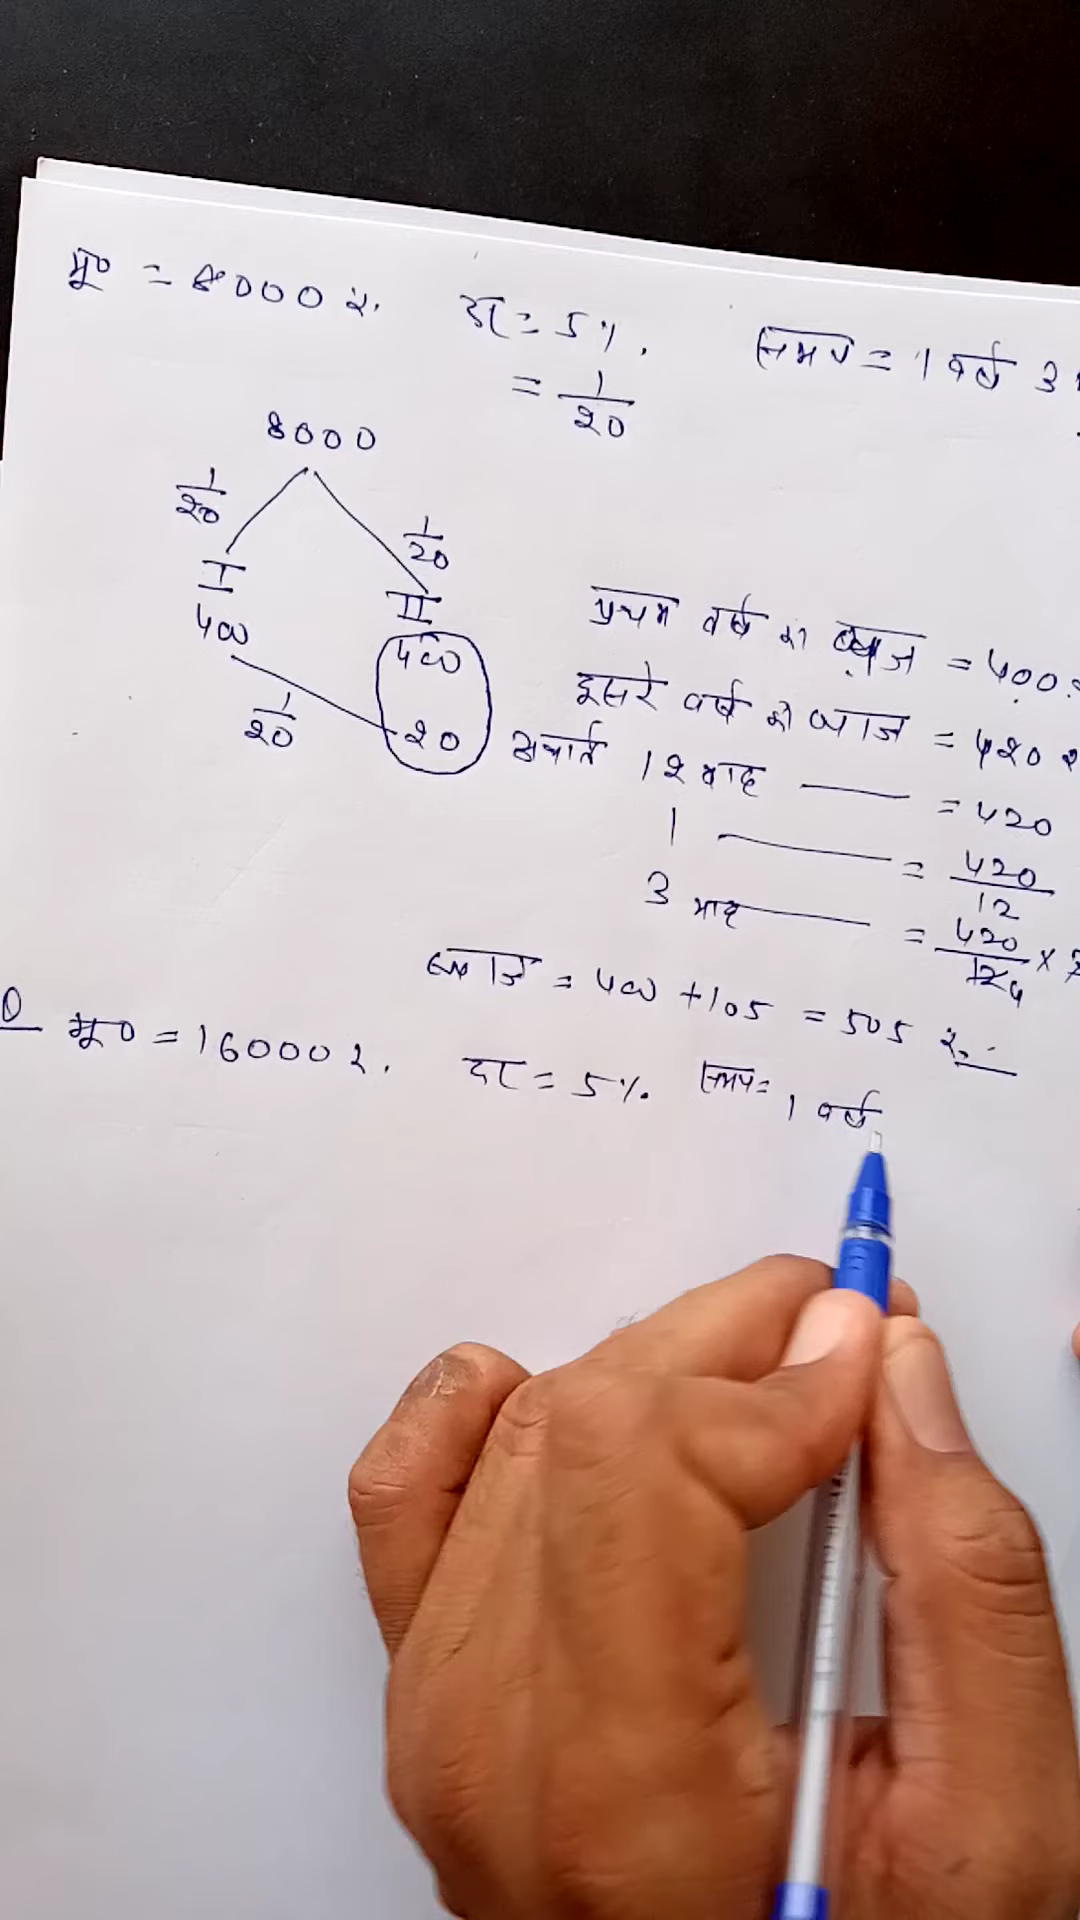 मू० = 8000 रु. दर = 5%. समय = 1 वर्ष 3
= 1/20
8000
1/20 1/20
I II
400 400
1/20 20
प्रथम वर्ष का ब्याज = 400
दूसरे वर्ष का ब्याज = 420 रु
अर्थात 12 माह = 420
1 = 420/12
3 माह = 420/12 4 ×
ब्याज = 400 + 105 = 505 रु.
मू० = 16000 रु. दर = 5%. समय = 1 वर्ष